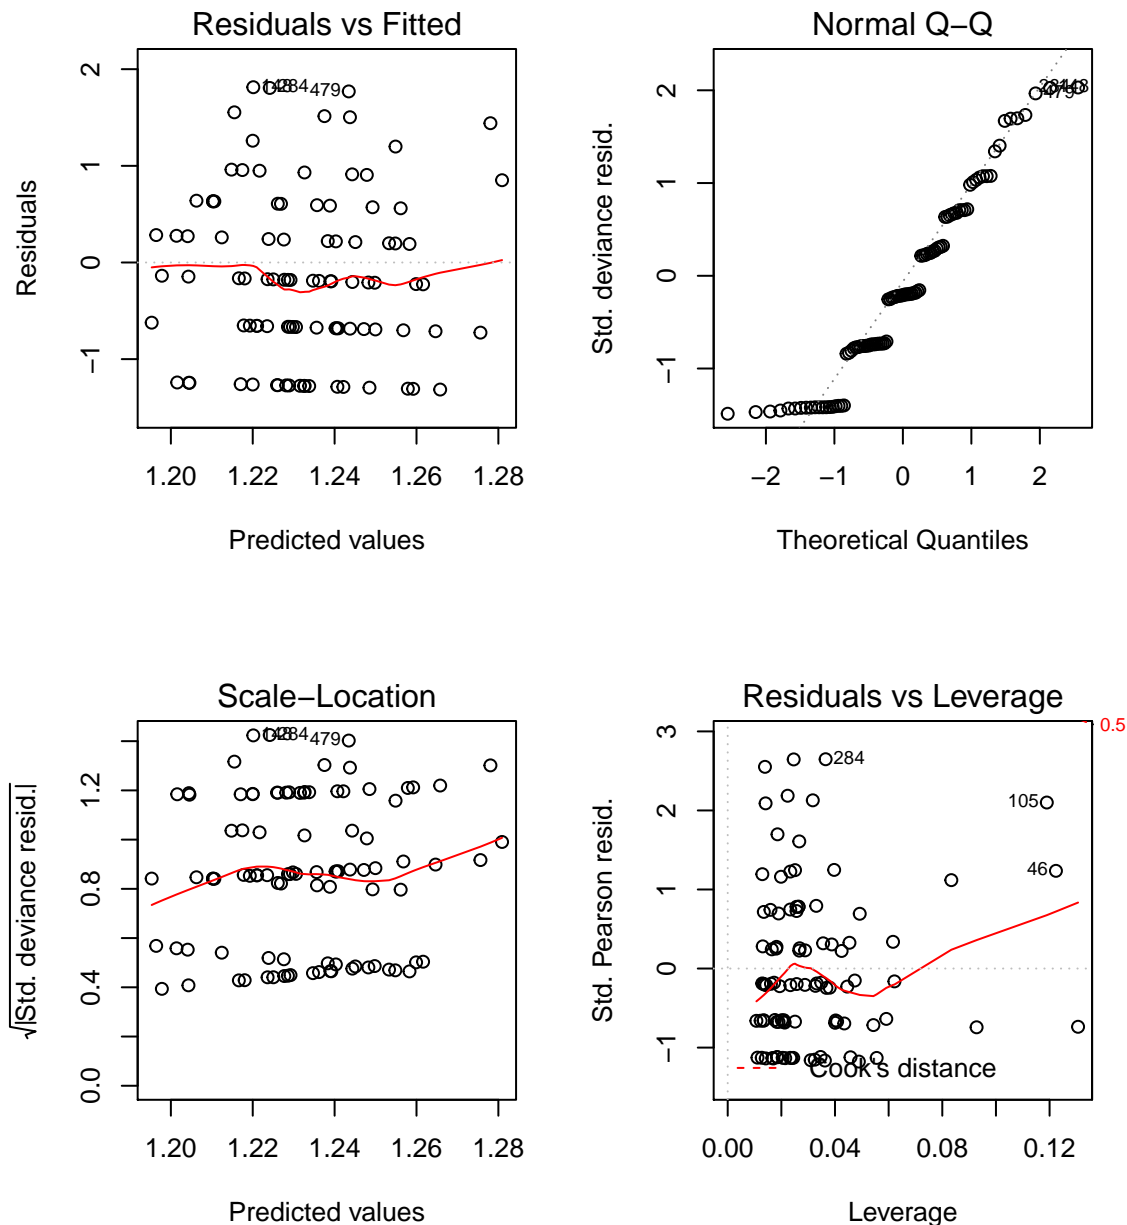 Residuals vs Fitted
Residuals
2
1
0
−1
284
479
1.20 1.22 1.24 1.26 1.28
Predicted values
Normal Q−Q
Std. deviance resid.
2
1
0
−1
−2 −1 0 1 2
Theoretical Quantiles
Scale−Location
√|Std. deviance resid.|
1.2
0.8
0.4
0.0
284
479
1.20 1.22 1.24 1.26 1.28
Predicted values
Residuals vs Leverage
Std. Pearson resid.
3
2
1
0
−1
0.5
284
105
46
Cook's distance
0.00 0.04 0.08 0.12
Leverage